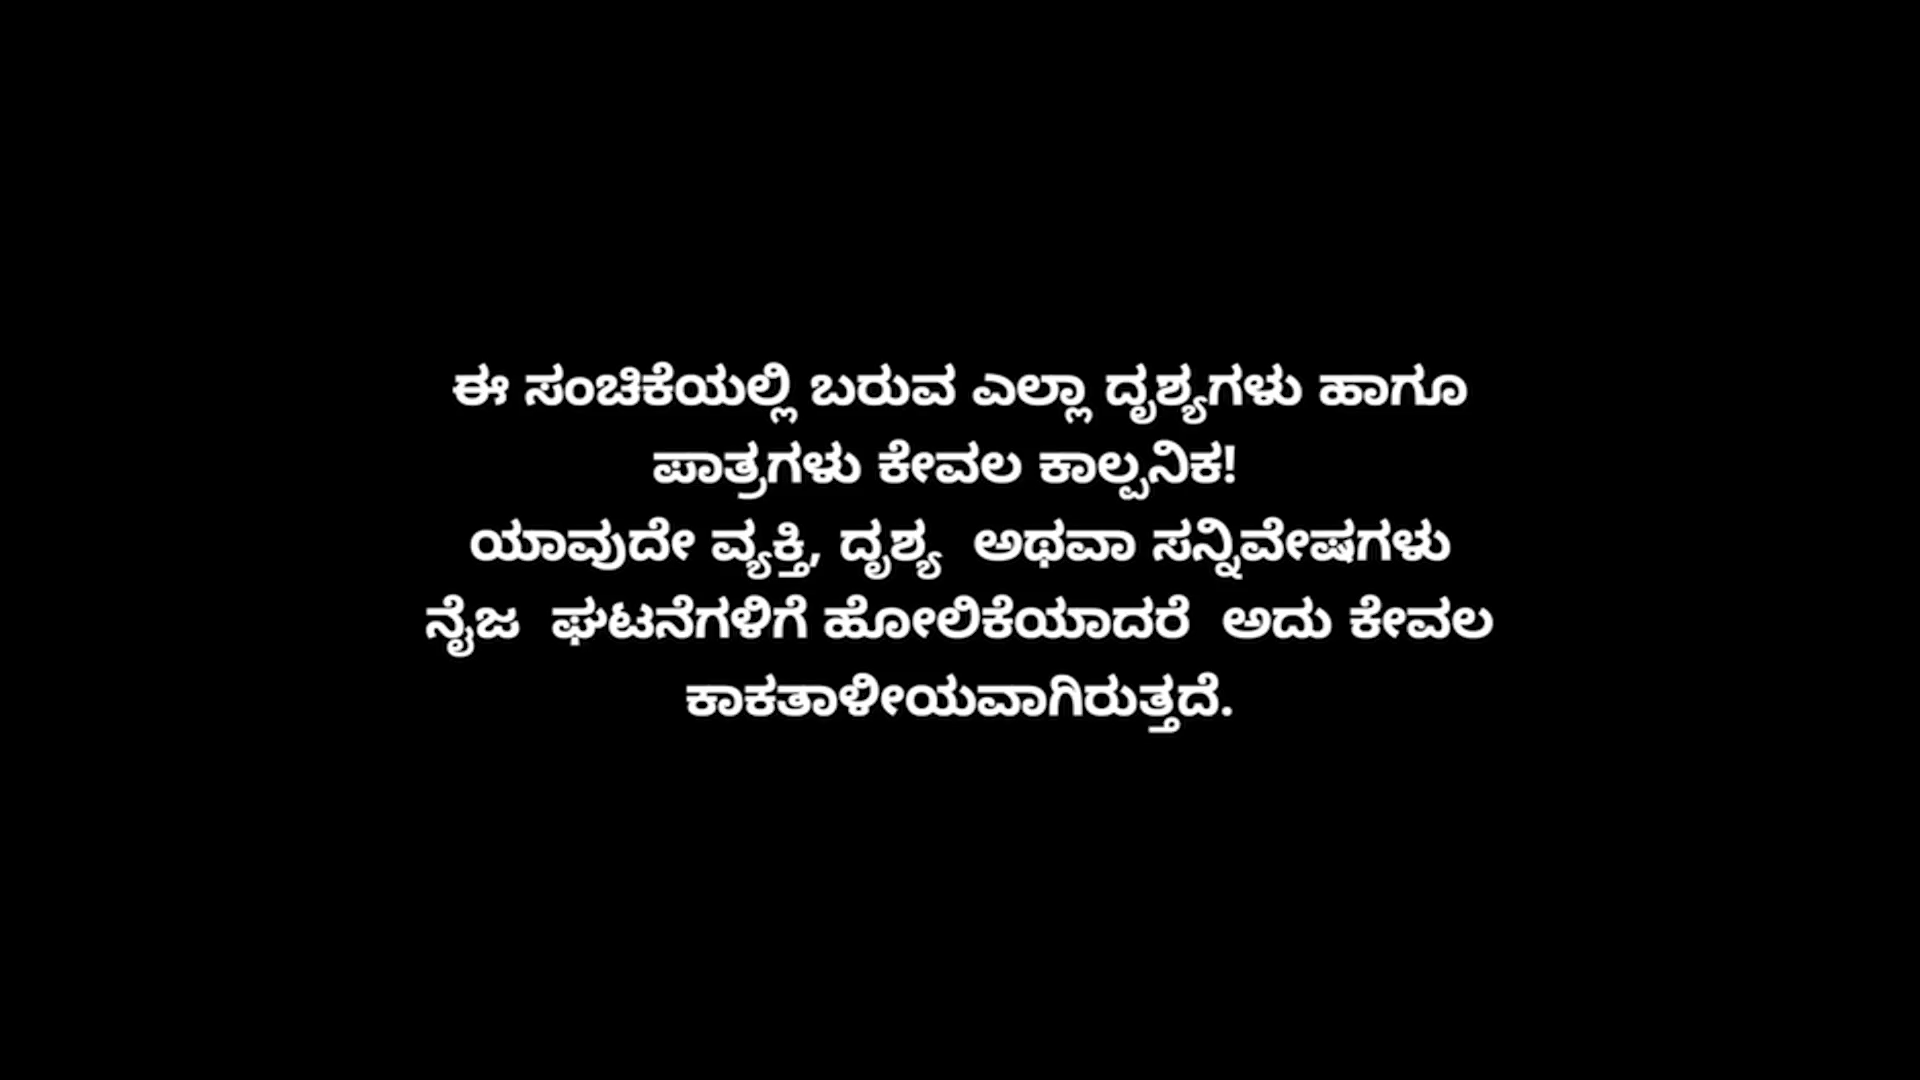 ಈ ಸಂಚಿಕೆಯಲ್ಲಿ ಬರುವ ಎಲ್ಲಾ ದೃಶ್ಯಗಳು ಹಾಗೂ
ಪಾತ್ರಗಳು ಕೇವಲ ಕಾಲ್ಪನಿಕ!
ಯಾವುದೇ ವ್ಯಕ್ತಿ, ದೃಶ್ಯ ಅಥವಾ ಸನ್ನಿವೇಷಗಳು
ನೈಜ ಘಟನೆಗಳಿಗೆ ಹೋಲಿಕೆಯಾದರೆ ಅದು ಕೇವಲ
ಕಾಕತಾಳೀಯವಾಗಿರುತ್ತದೆ.